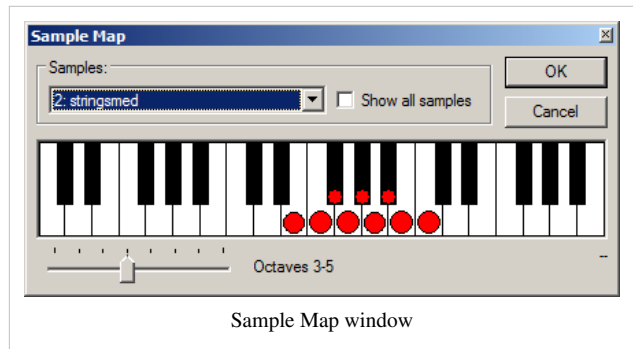 Sample Map
Samples:
2: stringsmed
Show all samples
OK
Cancel
Octaves 3-5
--
Sample Map window